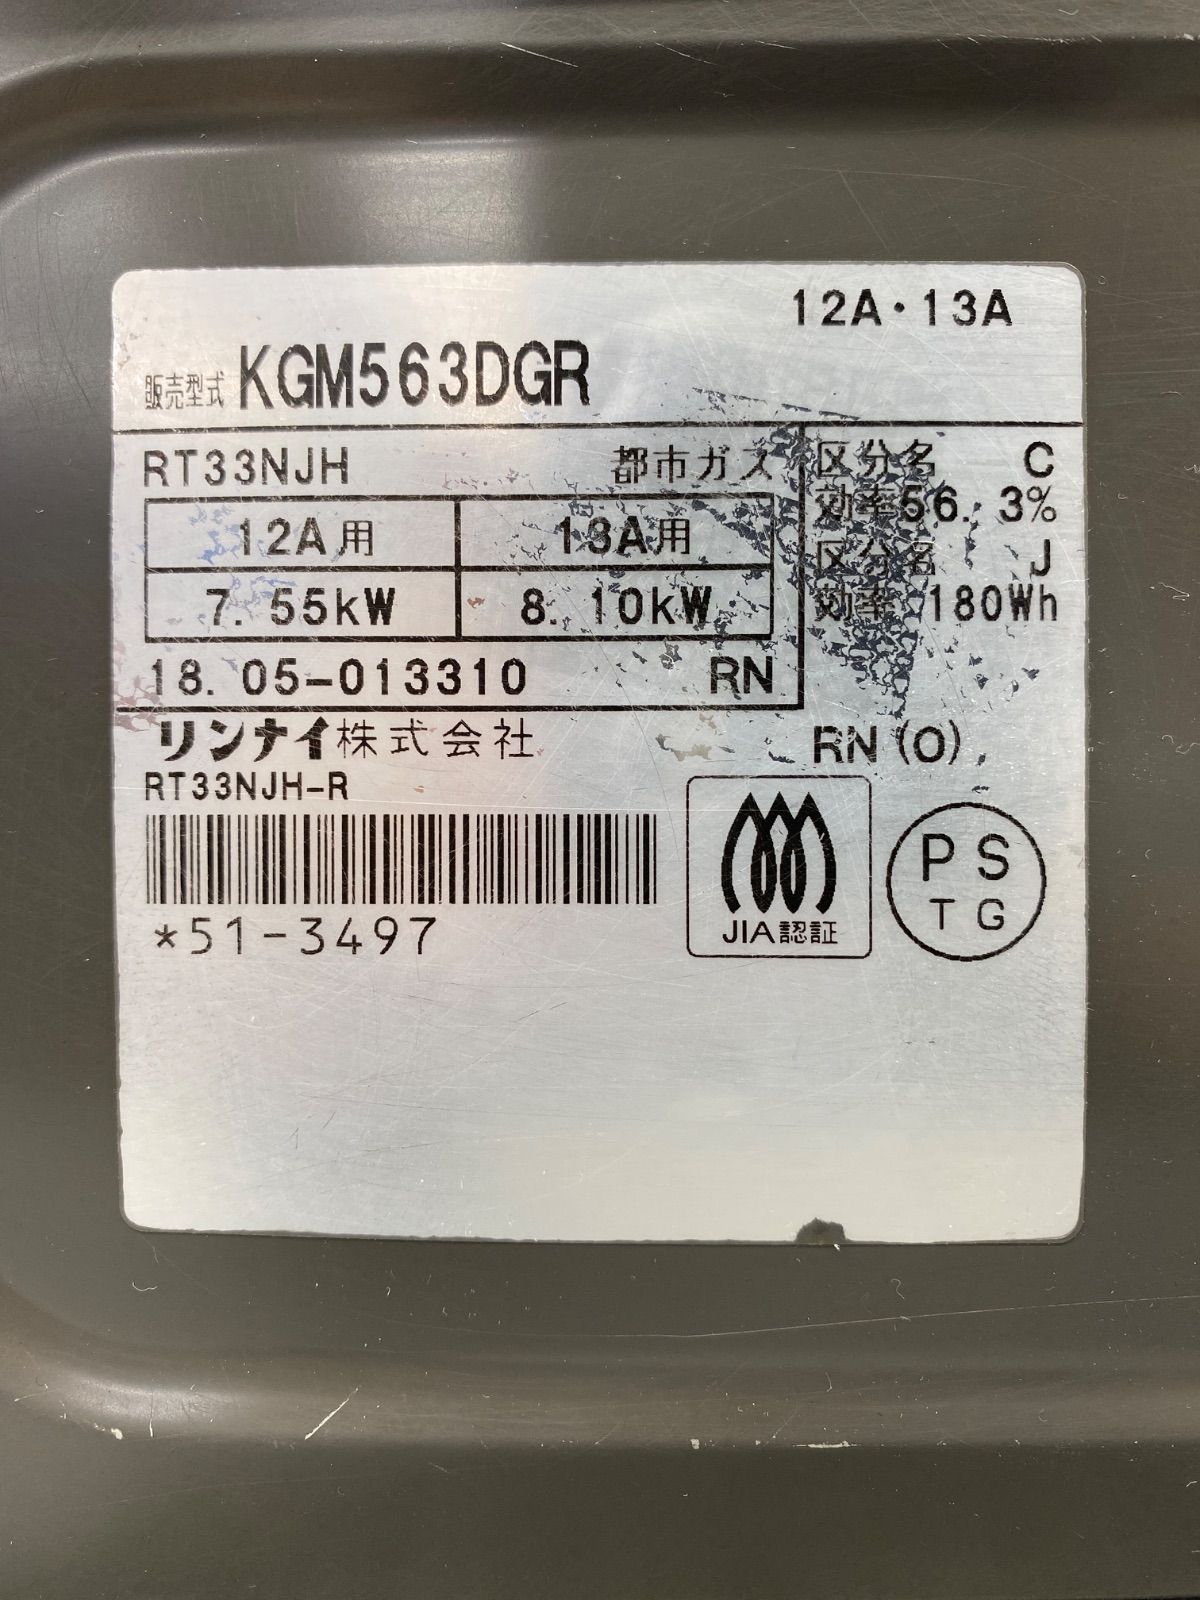 12A・13A
販売型式 KGM563DGR
RT33NJH 都市ガス
12A用 13A用
7.55kW 8.10kW
18.05-013310 RN
区分名 C
効率56.3%
区分名 J
効率 180Wh
リンナイ株式会社 RN(O)
RT33NJH-R
*51-3497
JIA認証
PS
TG